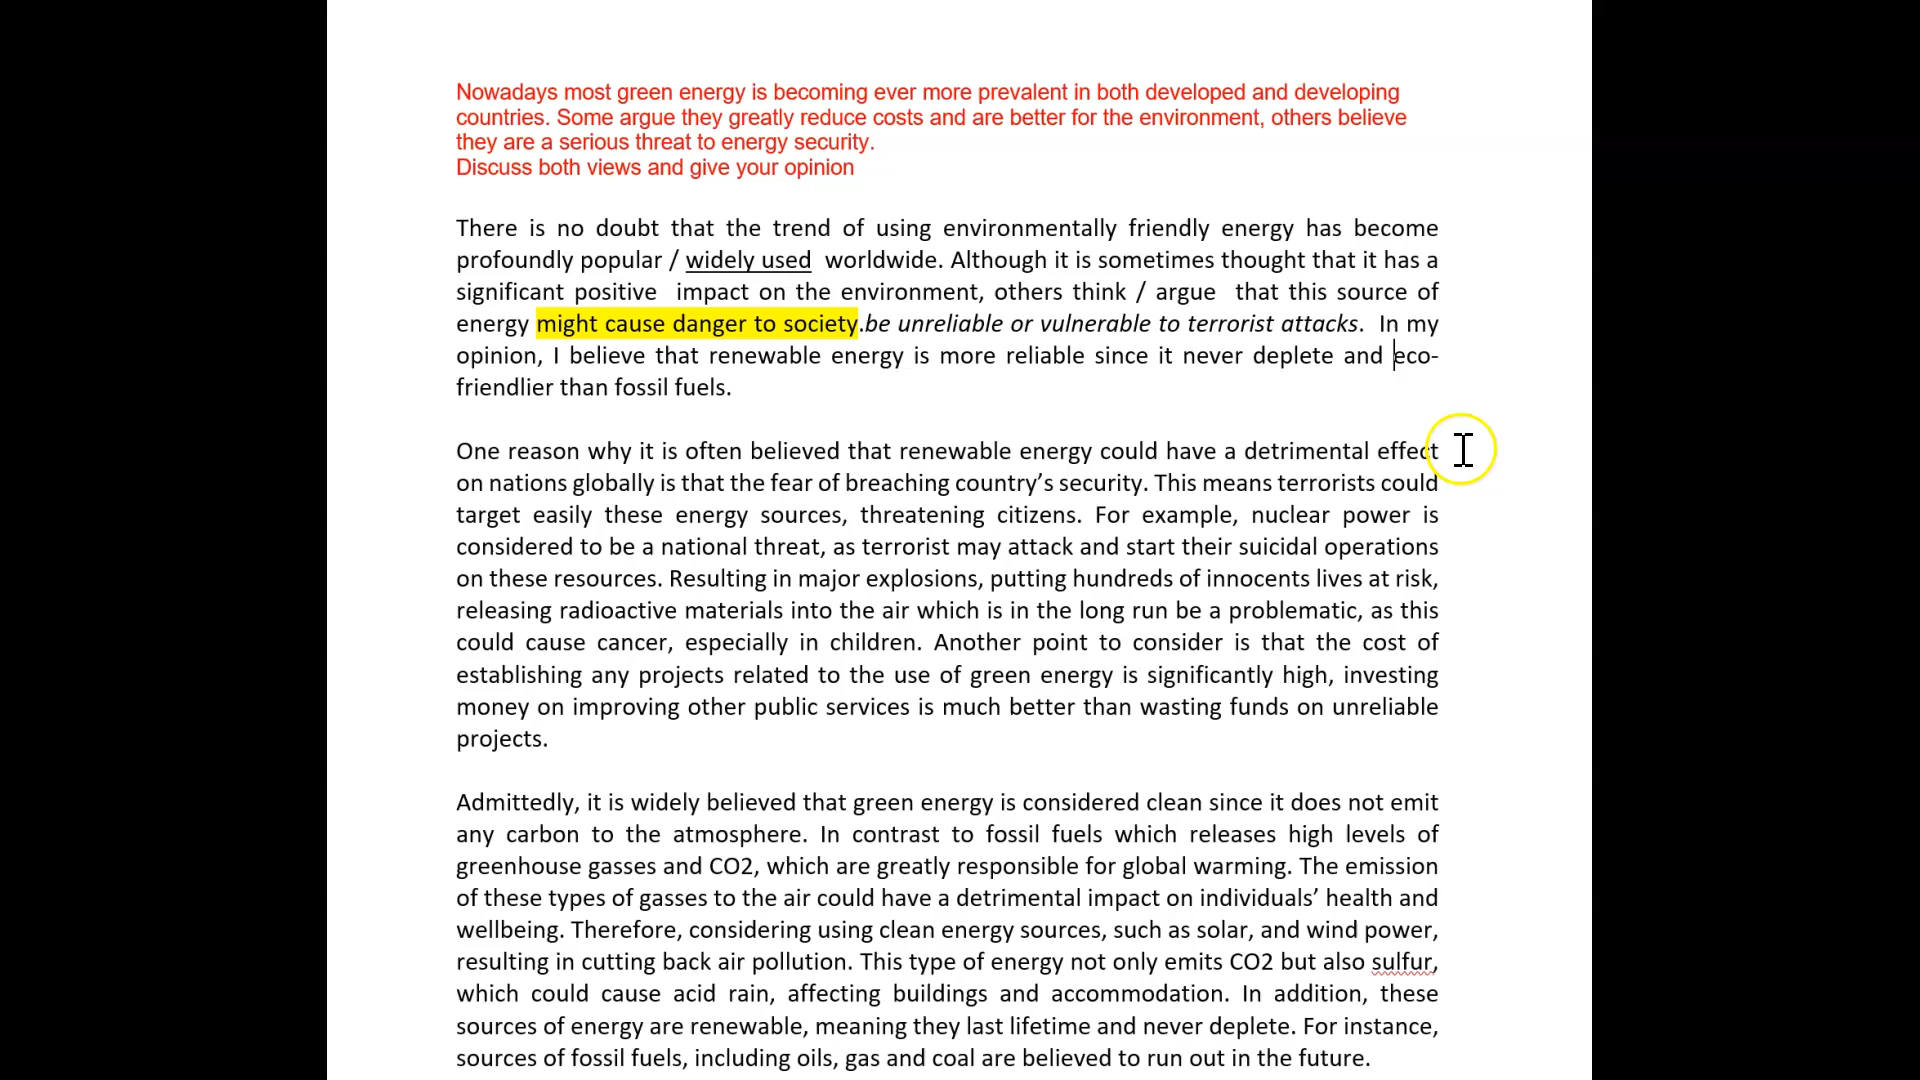 Nowadays most green energy is becoming ever more prevalent in both developed and developing
countries. Some argue they greatly reduce costs and are better for the environment, others believe
they are a serious threat to energy security.
Discuss both views and give your opinion
There is no doubt that the trend of using environmentally friendly energy has become
profoundly popular / widely used worldwide. Although it is sometimes thought that it has a
significant positive impact on the environment, others think / argue that this source of
energy might cause danger to society.be unreliable or vulnerable to terrorist attacks. In my
opinion, I believe that renewable energy is more reliable since it never deplete and eco-
friendlier than fossil fuels.
One reason why it is often believed that renewable energy could have a detrimental effect
on nations globally is that the fear of breaching country’s security. This means terrorists could
target easily these energy sources, threatening citizens. For example, nuclear power is
considered to be a national threat, as terrorist may attack and start their suicidal operations
on these resources. Resulting in major explosions, putting hundreds of innocents lives at risk,
releasing radioactive materials into the air which is in the long run be a problematic, as this
could cause cancer, especially in children. Another point to consider is that the cost of
establishing any projects related to the use of green energy is significantly high, investing
money on improving other public services is much better than wasting funds on unreliable
projects.
Admittedly, it is widely believed that green energy is considered clean since it does not emit
any carbon to the atmosphere. In contrast to fossil fuels which releases high levels of
greenhouse gasses and CO2, which are greatly responsible for global warming. The emission
of these types of gasses to the air could have a detrimental impact on individuals’ health and
wellbeing. Therefore, considering using clean energy sources, such as solar, and wind power,
resulting in cutting back air pollution. This type of energy not only emits CO2 but also sulfur,
which could cause acid rain, affecting buildings and accommodation. In addition, these
sources of energy are renewable, meaning they last lifetime and never deplete. For instance,
sources of fossil fuels, including oils, gas and coal are believed to run out in the future.